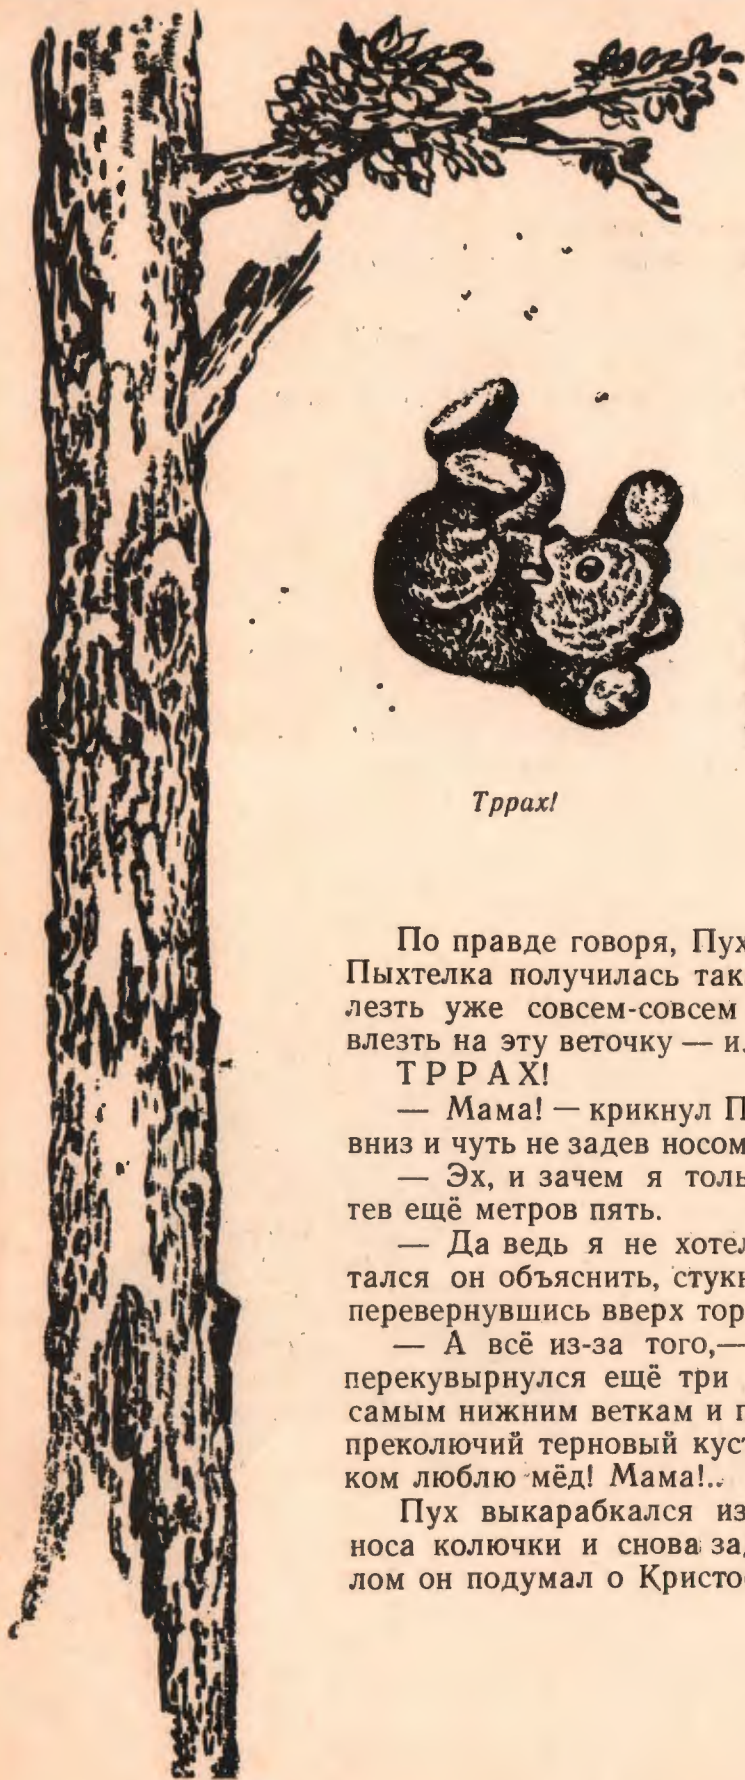 Тррах!
По правде говоря, Пух
Пыхтелка получилась так
лезть уже совсем-совсем
влезть на эту веточку — и
ТРРАХ!
— Мама! — крикнул П
вниз и чуть не задев носом
— Эх, и зачем я толь
тев ещё метров пять.
— Да ведь я не хотел
тался он объяснить, стукн
перевернувшись вверх тор
— А всё из-за того,—
перекувырнулся ещё три
самым нижним веткам и п
преколючий терновый куст
ком люблю мёд! Мама!..
Пух выкарабкался из
носа колючки и снова за
лом он подумал о Кристо